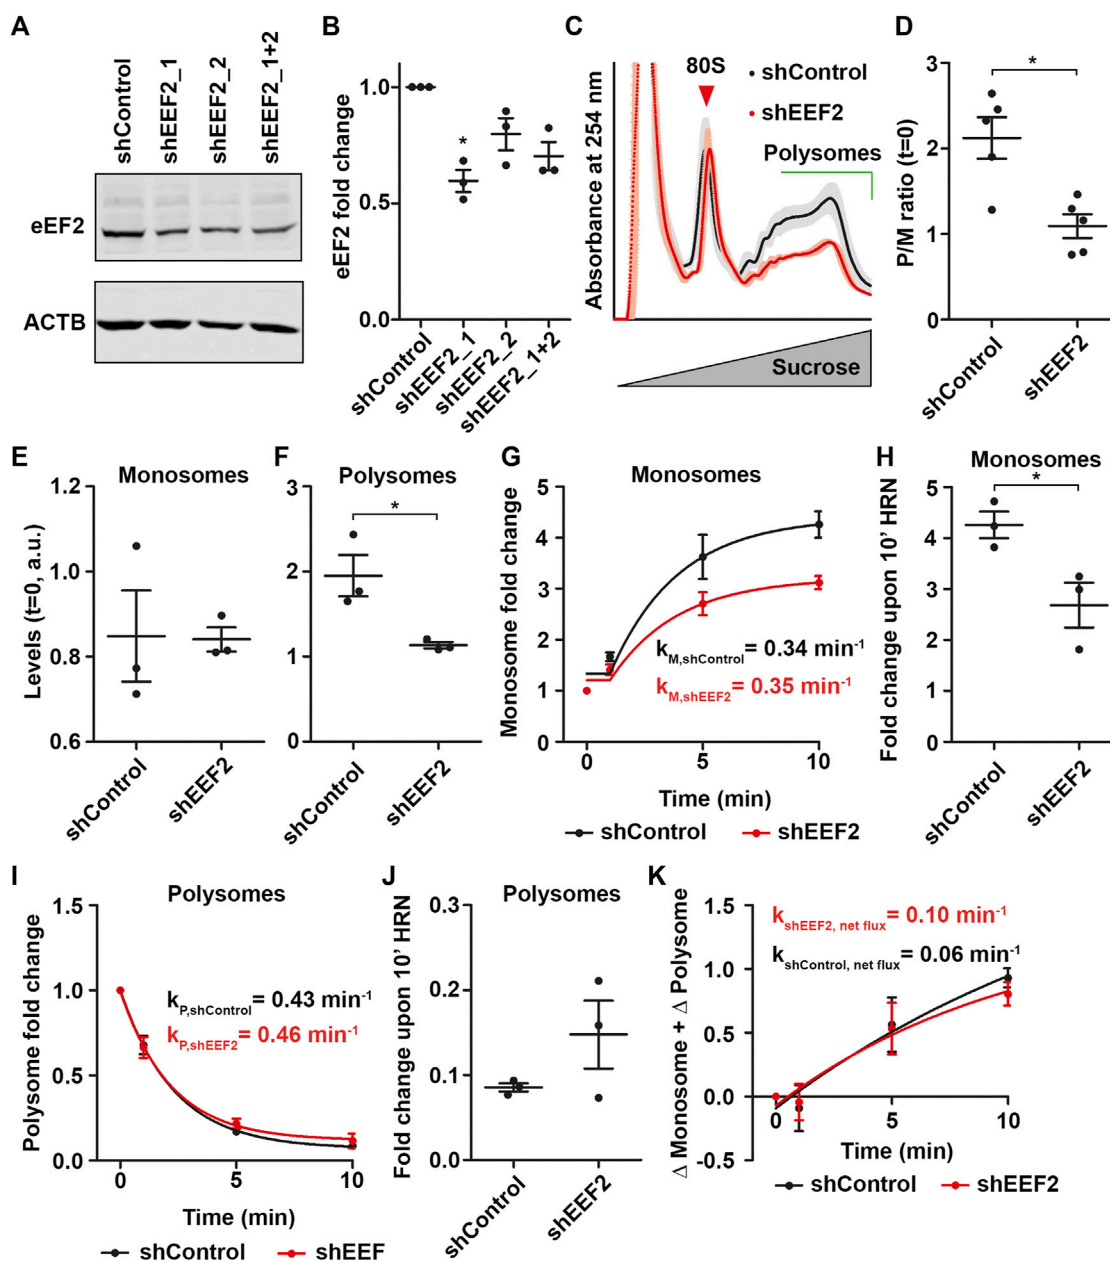 A
shControl
shEEF2_1
shEEF2_2
shEEF2_1+2
eEF2
ACTB
B
eEF2 fold change
1.0
0.5
0.0
*
shControl
shEEF2_1
shEEF2_2
shEEF2_1+2
C
Absorbance at 254 nm
80S
shControl
shEEF2
Polysomes
Sucrose
D
P/M ratio (t=0)
3
2
1
0
*
shControl
shEEF2
E
Monosomes
Levels (t=0, a.u.)
1.2
1.0
0.8
0.6
shControl
shEEF2
F
Polysomes
3
2
1
0
*
shControl
shEEF2
G
Monosomes
Monosome fold change
5
4
3
2
1
0
kM,shControl= 0.34 min-1
kM,shEEF2= 0.35 min-1
0 5 10
Time (min)
shControl shEEF2
H
Monosomes
Fold change upon 10' HRN
5
4
3
2
1
0
*
shControl
shEEF2
I
Polysomes
Polysome fold change
1.5
1.0
0.5
0.0
kP,shControl= 0.43 min-1
kP,shEEF2= 0.46 min-1
0 5 10
Time (min)
shControl shEEF
J
Polysomes
Fold change upon 10' HRN
0.3
0.2
0.1
0.0
shControl
shEEF2
K
Δ Monosome + Δ Polysome
1.5
1.0
0.5
0.0
-0.5
kshEEF2, net flux= 0.10 min-1
kshControl, net flux= 0.06 min-1
0 5 10
Time (min)
shControl shEEF2